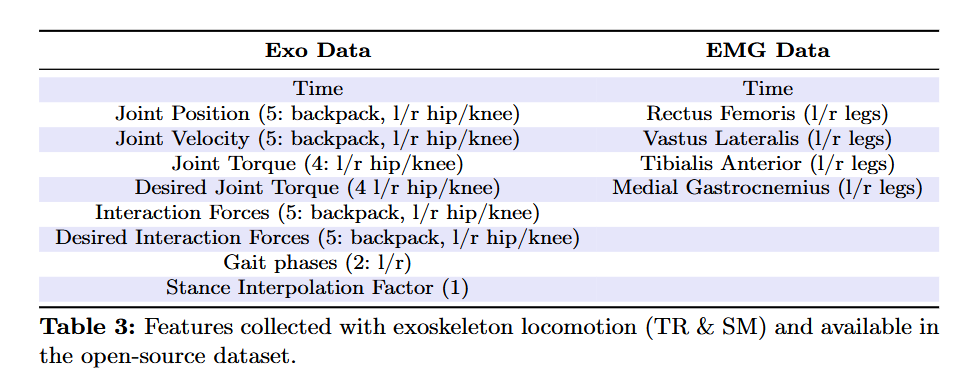 Exo Data EMG Data
Time Time
Joint Position (5: backpack, l/r hip/knee) Rectus Femoris (l/r legs)
Joint Velocity (5: backpack, l/r hip/knee) Vastus Lateralis (l/r legs)
Joint Torque (4: l/r hip/knee) Tibialis Anterior (l/r legs)
Desired Joint Torque (4 l/r hip/knee) Medial Gastrocnemius (l/r legs)
Interaction Forces (5: backpack, l/r hip/knee)
Desired Interaction Forces (5: backpack, l/r hip/knee)
Gait phases (2: l/r)
Stance Interpolation Factor (1)
Table 3: Features collected with exoskeleton locomotion (TR & SM) and available in
the open-source dataset.